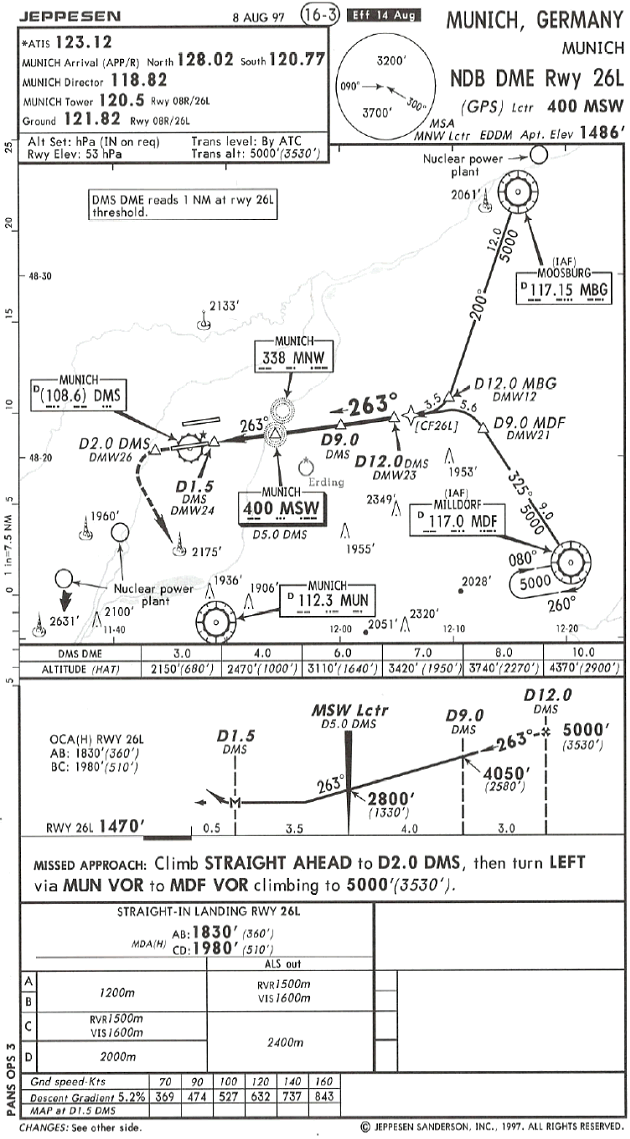 JEPPESEN 8 AUG 97 16-3 Eff 14 Aug MUNICH, GERMANY
MUNICH
NDB DME Rwy 26L
(GPS) Lctr 400 MSW
MNW Lctr EDDM Apt. Elev 1486'
*ATIS 123.12
MUNICH Arrival (APP/R) North 128.02 South 120.77
MUNICH Director 118.82
MUNICH Tower 120.5 Rwy 08R/26L
Ground 121.82 Rwy 08R/26L
Alt Set: hPa (IN on req) Trans level: By ATC
Rwy Elev: 53 hPa Trans alt: 5000'(3530')
3200'
090° 300°
3700'
MSA
Nuclear power
plant
DMS DME reads 1 NM at rwy 26L
threshold.
2061'
12.0
5000
(IAF)
MOOSBURG
D 117.15 MBG
200°
48-30
2133'
MUNICH
338 MNW
MUNICH
D (108.6) DMS
D12.0 MBG
DMW12
3.5
5.6
[CF26L]
D9.0 MDF
DMW21
263°
263°
D2.0 DMS
DMW26
48-20
D9.0
DMS
D12.0 DMS
DMW23
D1.5
DMS
DMW24
MUNICH
400 MSW
D5.0 DMS
Erding
1953'
325°
9.0
5000
(IAF)
MILLDORF
D 117.0 MDF
2349'
1960'
2175'
1955'
080°
5000
260°
Nuclear power
plant
1936'
1906'
MUNICH
D 112.3 MUN
2028'
2631'
2100'
2051'
2320'
11-40
12-00
12-10
12-20
25
20
15
10
5
0
5
1 in=7.5 NM
DMS DME 3.0 4.0 6.0 7.0 8.0 10.0
ALTITUDE (HAT) 2150'(680') 2470'(1000') 3110'(1640') 3420'(1950') 3740'(2270') 4370'(2900')
OCA(H) RWY 26L
AB: 1830'(360')
BC: 1980'(510')
D1.5
DMS
MSW Lctr
D5.0 DMS
D9.0
DMS
D12.0
DMS
263°
5000'
(3530')
4050'
(2580')
263°
2800'
(1330')
M
RWY 26L 1470' 0.5 3.5 4.0 3.0
MISSED APPROACH: Climb STRAIGHT AHEAD to D2.0 DMS, then turn LEFT
via MUN VOR to MDF VOR climbing to 5000'(3530').
STRAIGHT-IN LANDING RWY 26L
AB: 1830' (360')
MDA(H)
CD: 1980' (510')
ALS out
A
B
1200m
RVR 1500m
VIS 1600m
C
RVR 1500m
VIS 1600m
2400m
D
2000m
Gnd speed-Kts 70 90 100 120 140 160
Descent Gradient 5.2% 369 474 527 632 737 843
MAP at D1.5 DMS
PANS OPS 3
CHANGES: See other side. © JEPPESEN SANDERSON, INC., 1997. ALL RIGHTS RESERVED.